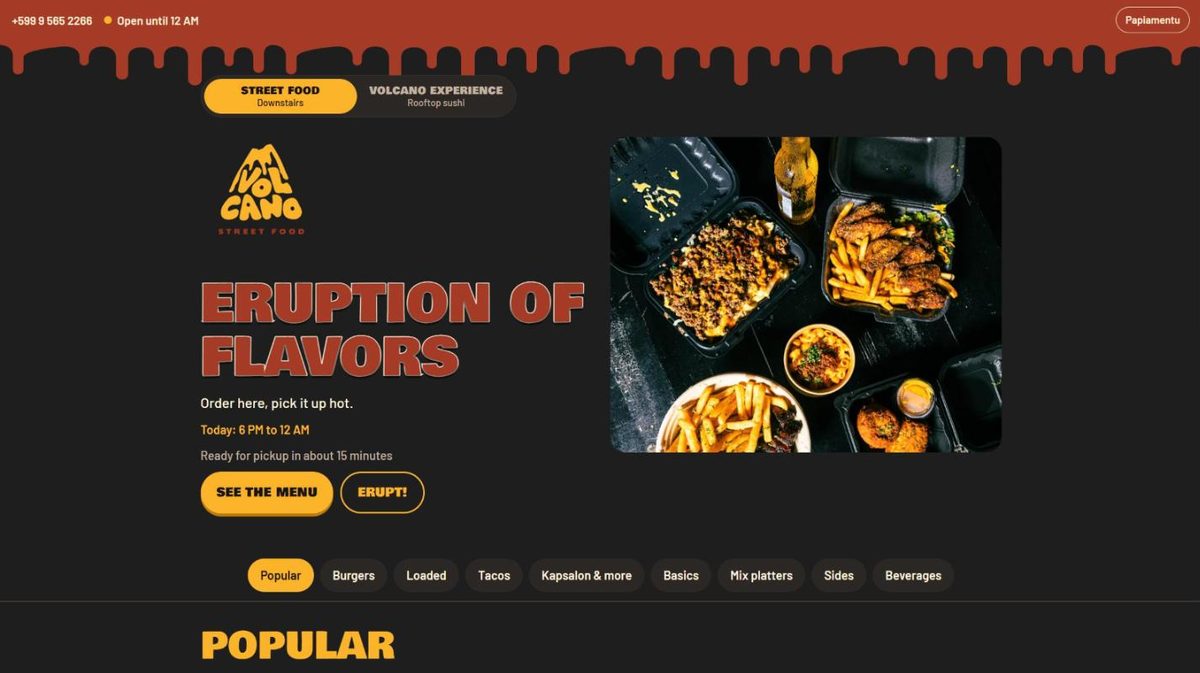 +599 9 565 2266
Open until 12 AM
Papiamentu
STREET FOOD
Downstairs
VOLCANO EXPERIENCE
Rooftop sushi
VOL
CANO
STREET FOOD
ERUPTION OF
FLAVORS
Order here, pick it up hot.
Today: 6 PM to 12 AM
Ready for pickup in about 15 minutes
SEE THE MENU
ERUPT!
Popular
Burgers
Loaded
Tacos
Kapsalon & more
Basics
Mix platters
Sides
Beverages
POPULAR